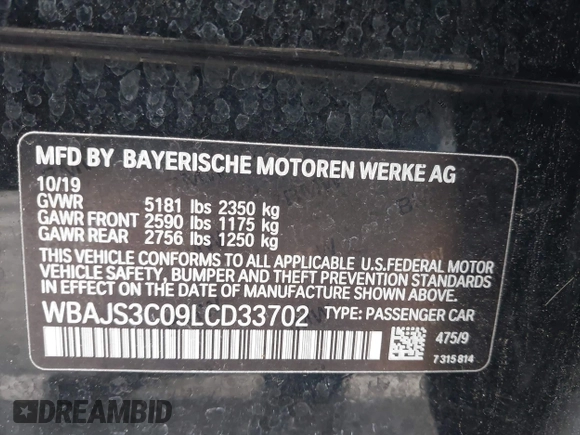 MFD BY BAYERISCHE MOTOREN WERKE AG
10/19
GVWR 5181 lbs 2350 kg
GAWR FRONT 2590 lbs 1175 kg
GAWR REAR 2756 lbs 1250 kg
THIS VEHICLE CONFORMS TO ALL APPLICABLE U.S.FEDERAL MOTOR
VEHICLE SAFETY, BUMPER AND THEFT PREVENTION STANDARDS
IN EFFECT ON THE DATE OF MANUFACTURE SHOWN ABOVE.
WBAJS3C09LCD33702 TYPE: PASSENGER CAR
475/9
7 315 814
DREAMBID